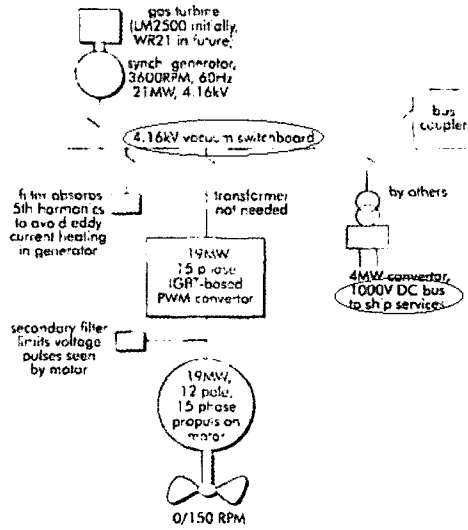 gas turbine
(LM2500 initially,
WR21 in future)
synch generator,
3600RPM, 60Hz
21MW, 4.16kV
bus
coupler
4.16kV vacuum switchboard
filter absorbs
5th harmonics
to avoid eddy
current heating
in generator
transformer
not needed
by others
19MW
15 phase
IGBT-based
PWM convertor
4MW convertor,
1000V DC bus
to ship services
secondary filter
limits voltage
pulses seen
by motor
19MW,
12 pole,
15 phase
propulsion
motor
0/150 RPM